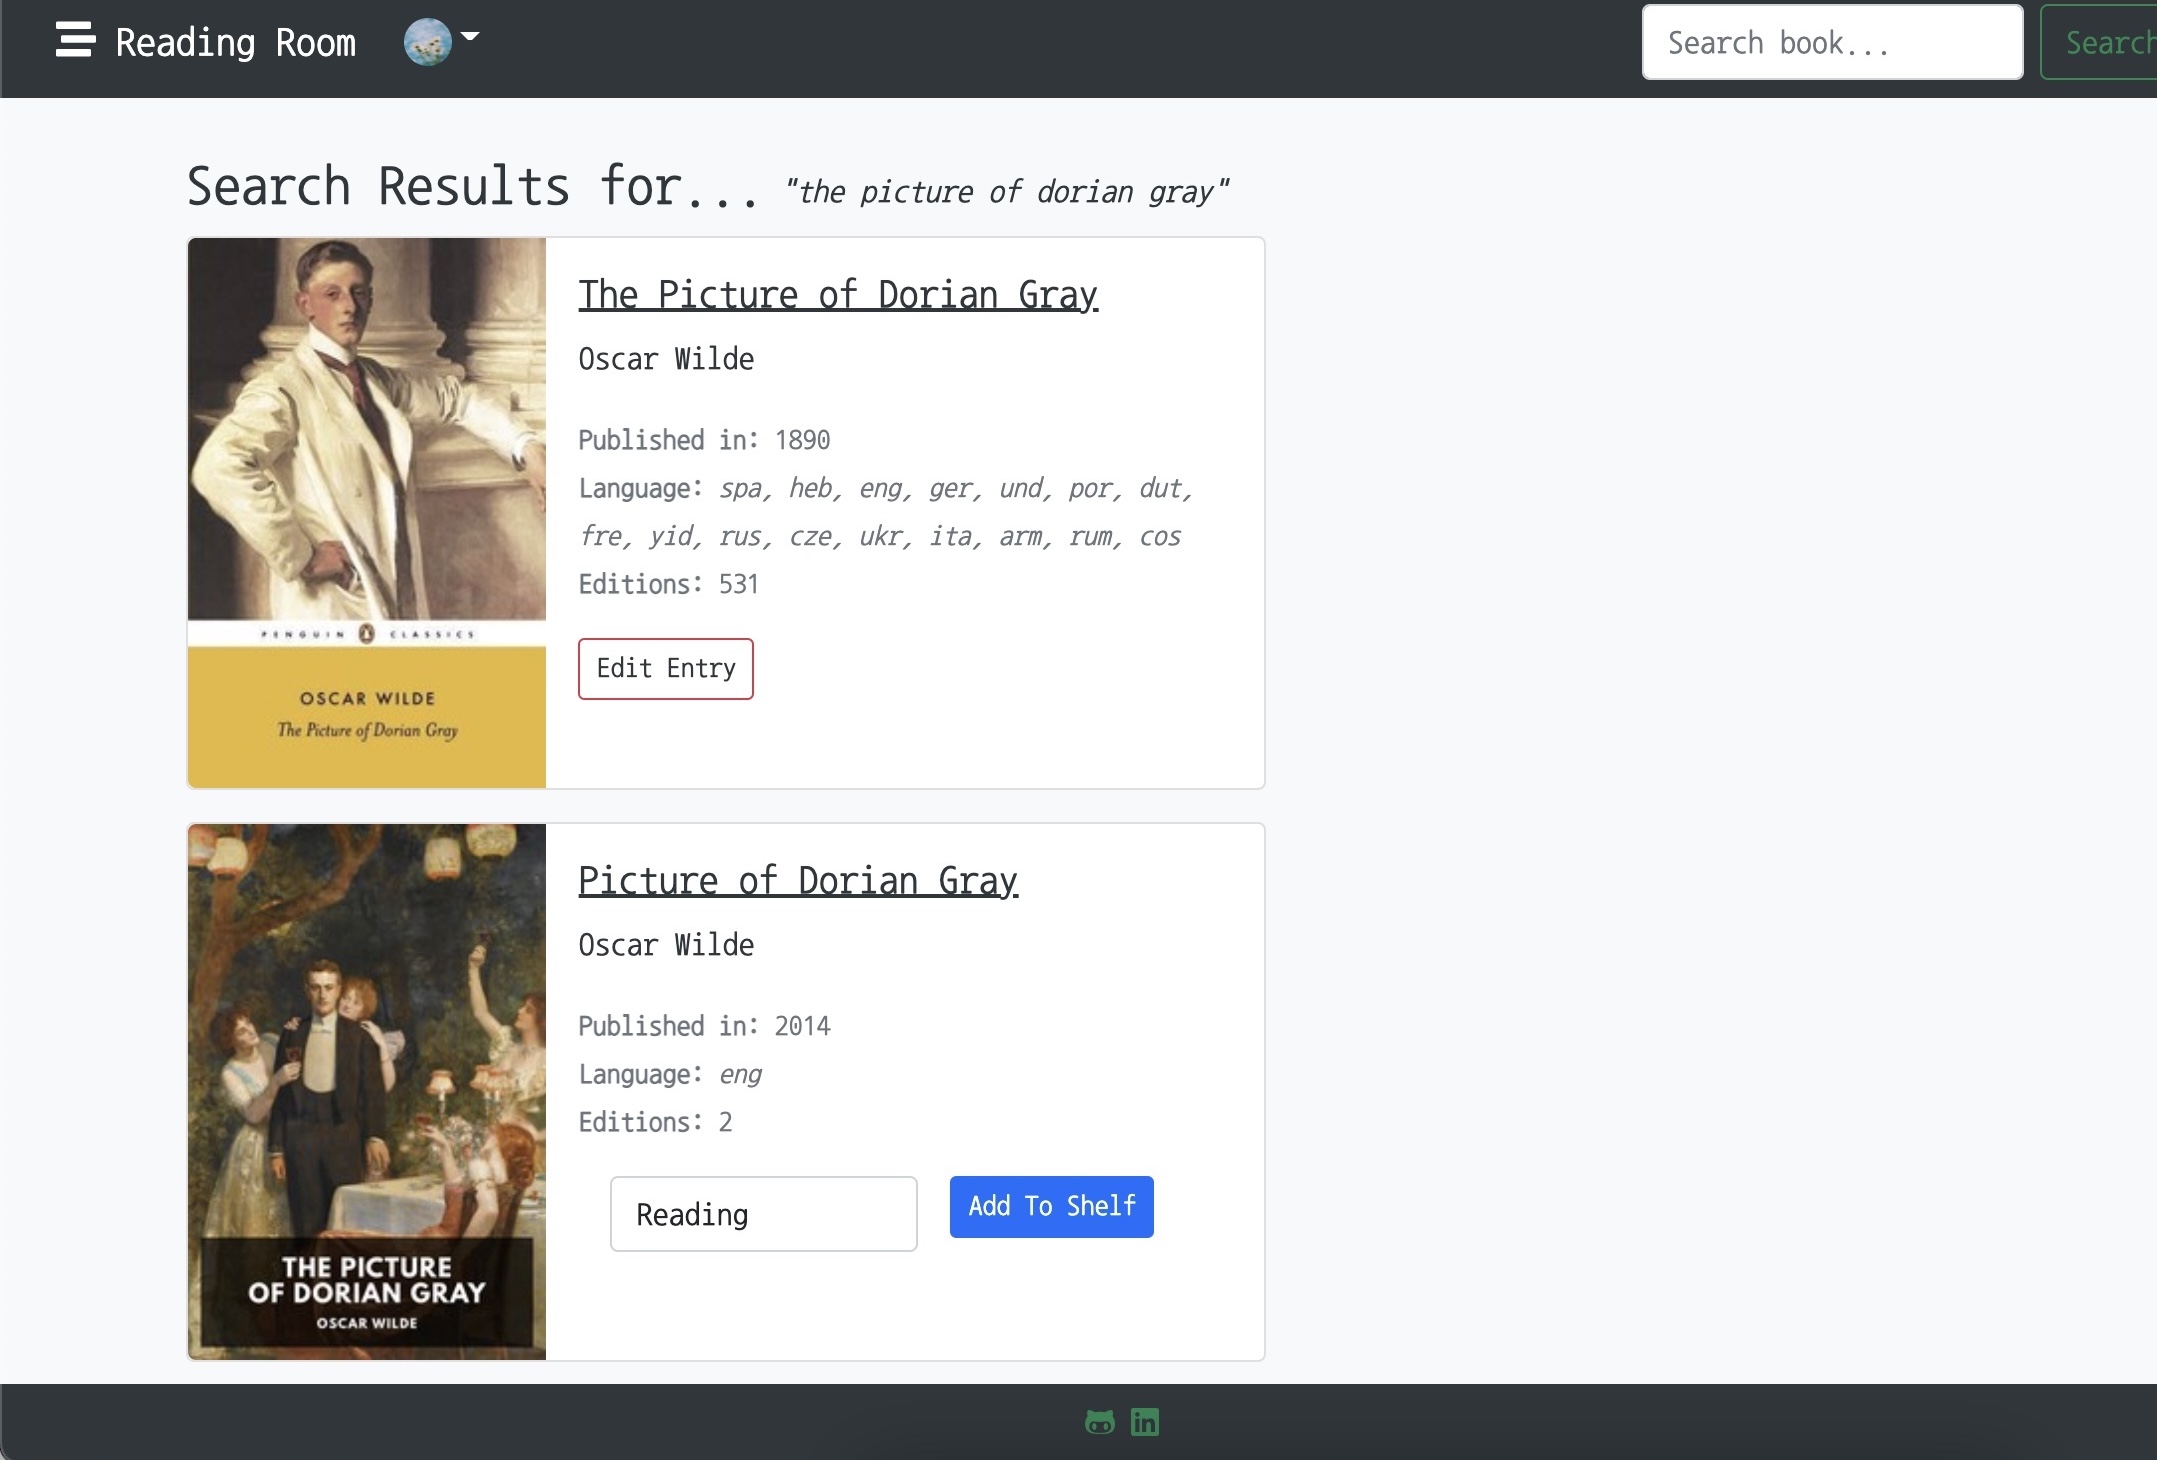 Reading Room
Search book...
Search
Search Results for... "the picture of dorian gray"
PENGUIN CLASSICS
OSCAR WILDE
The Picture of Dorian Gray
The Picture of Dorian Gray
Oscar Wilde
Published in: 1890
Language: spa, heb, eng, ger, und, por, dut,
fre, yid, rus, cze, ukr, ita, arm, rum, cos
Editions: 531
Edit Entry
THE PICTURE
OF DORIAN GRAY
OSCAR WILDE
Picture of Dorian Gray
Oscar Wilde
Published in: 2014
Language: eng
Editions: 2
Reading
Add To Shelf
in